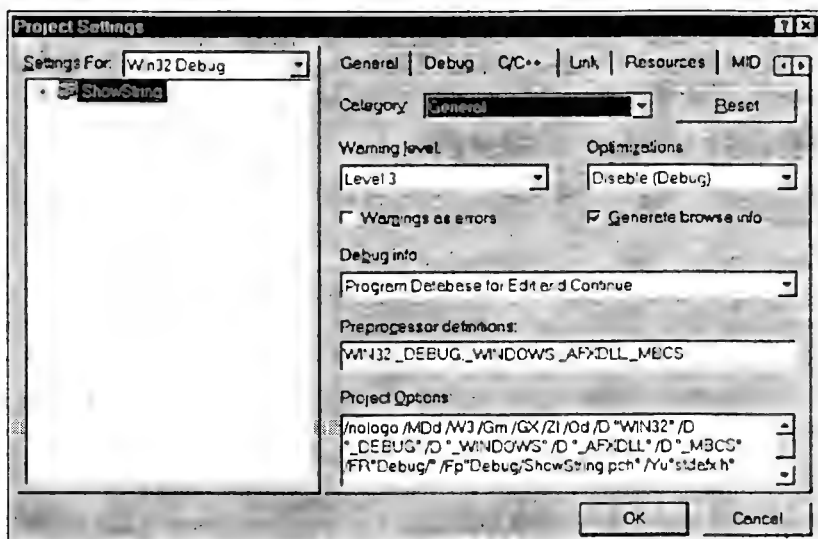 Project Settings
Settings For: Win32 Debug
ShowString
General Debug C/C++ Link Resources MID
Category: General Reset
Warning level: Optimizations
Level 3 Disable (Debug)
Warnings as errors Generate browse info
Debug info
Program Database for Edit and Continue
Preprocessor definitions:
WIN32,_DEBUG,_WINDOWS,_AFXDLL,_MBCS
Project Options:
/nologo /MDd /W3 /Gm /GX /ZI /Od /D "WIN32" /D
"_DEBUG" /D "_WINDOWS" /D "_AFXDLL" /D "_MBCS"
/FR"Debug/" /Fp"Debug/ShowString.pch" /Yu"stdafx.h"
OK Cancel